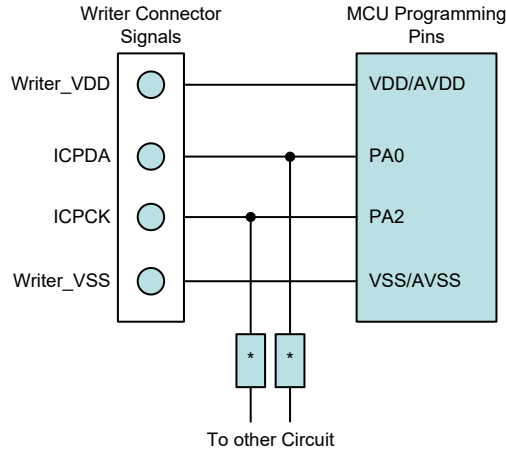 Writer Connector
Signals
MCU Programming
Pins
Writer_VDD
VDD/AVDD
ICPDA
PA0
ICPCK
PA2
Writer_VSS
VSS/AVSS
*
*
To other Circuit